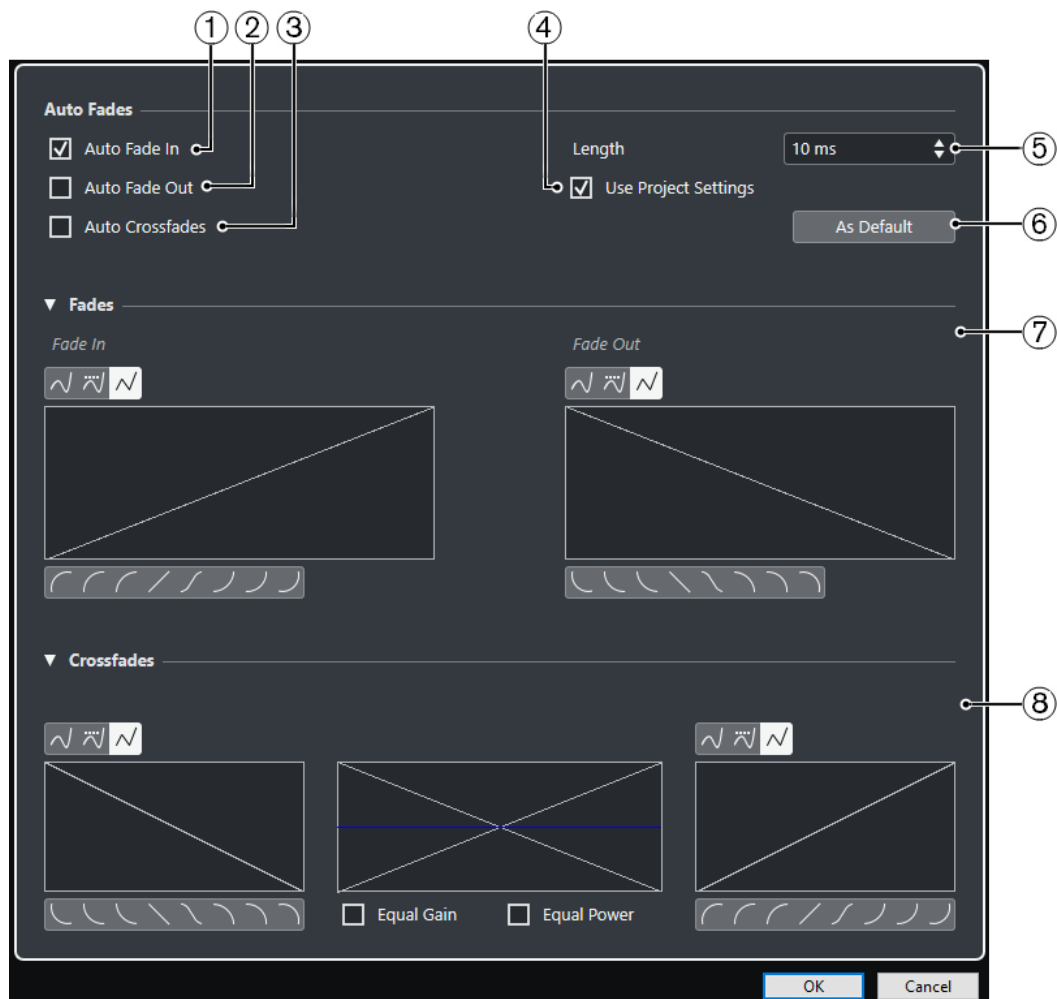 ① ② ③ ④
Auto Fades
Auto Fade In
Length
10 ms
⑤
Auto Fade Out
Use Project Settings
Auto Crossfades
As Default
⑥
Fades
⑦
Fade In
Fade Out
Crossfades
⑧
Equal Gain
Equal Power
OK
Cancel